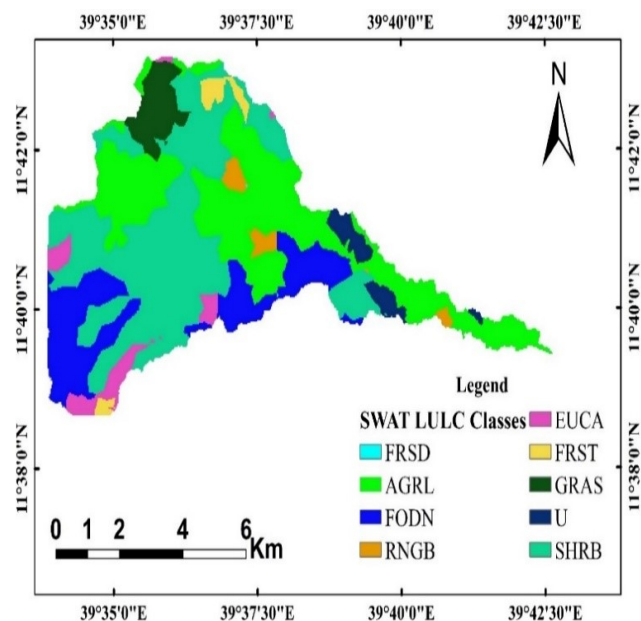 39°35'0"E 39°37'30"E 39°40'0"E 39°42'30"E
N
11°42'0"N 11°42'0"N
11°40'0"N 11°40'0"N
11°38'0"N 11°38'0"N
Legend
SWAT LULC Classes
FRSD
AGRL
FODN
RNGB
EUCA
FRST
GRAS
U
SHRB
0 1 2 4 6
Km
39°35'0"E 39°37'30"E 39°40'0"E 39°42'30"E